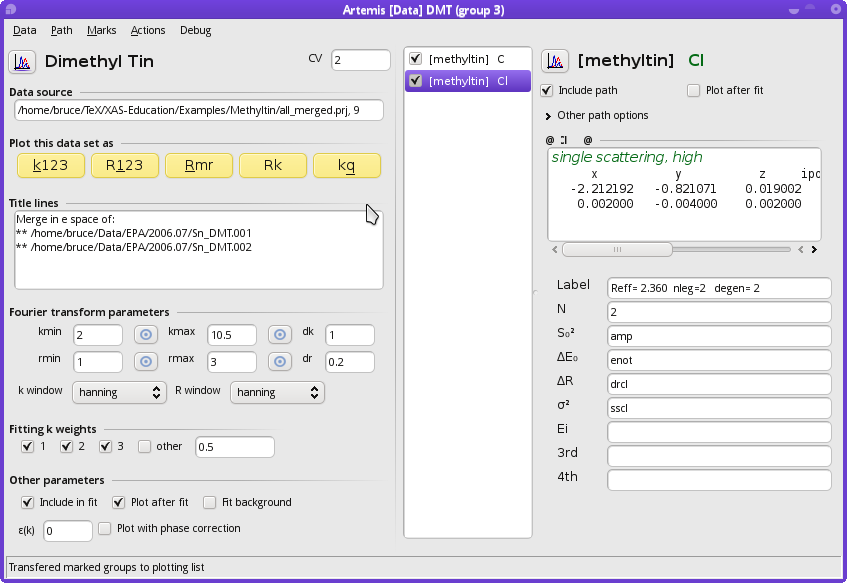 Artemis [Data] DMT (group 3)
Data Path Marks Actions Debug
Dimethyl Tin
CV 2
Data source
/home/bruce/TeX/XAS-Education/Examples/Methyltin/all_merged.prj, 9
Plot this data set as
k123 R123 Rmr Rk kq
Title lines
Merge in e space of:
** /home/bruce/Data/EPA/2006.07/Sn_DMT.001
** /home/bruce/Data/EPA/2006.07/Sn_DMT.002
Fourier transform parameters
kmin 2 kmax 10.5 dk 1
rmin 1 rmax 3 dr 0.2
k window hanning R window hanning
Fitting k weights
1 2 3 other 0.5
Other parameters
Include in fit Plot after fit Fit background
ε(k) 0 Plot with phase correction
[methyltin] C
[methyltin] Cl
[methyltin] Cl
Include path Plot after fit
Other path options
@ Cl @
single scattering, high
x y z ipo
-2.212192 -0.821071 0.019002
0.002000 -0.004000 0.002000
Label Reff= 2.360 nleg=2 degen= 2
N 2
S₀² amp
ΔE₀ enot
ΔR drcl
σ² sscl
Ei
3rd
4th
Transfered marked groups to plotting list